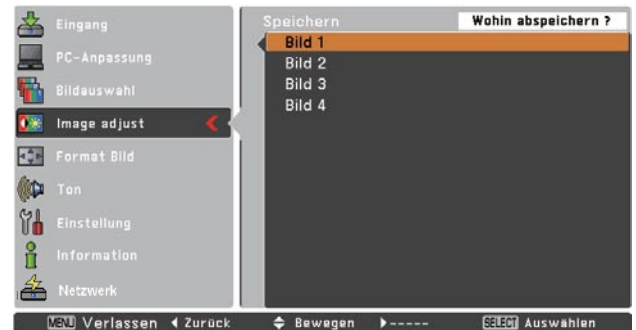 Eingang
PC-Anpassung
Bildauswahl
Image adjust
Format Bild
Ton
Einstellung
Information
Netzwerk
Speichern
Wohin abspeichern ?
Bild 1
Bild 2
Bild 3
Bild 4
MENU Verlassen Zurück Bewegen ----- SELECT Auswählen